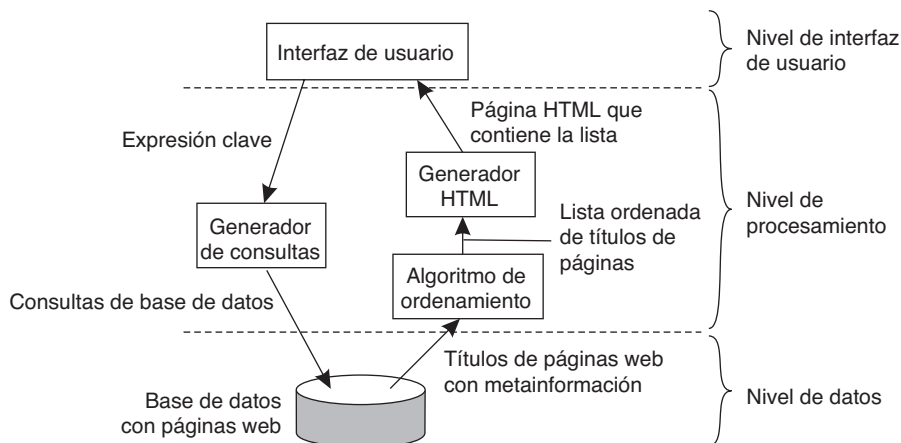 Interfaz de usuario
Nivel de interfaz
de usuario
Expresión clave
Página HTML que
contiene la lista
Generador
HTML
Generador
de consultas
Lista ordenada
de títulos de
páginas
Nivel de
procesamiento
Algoritmo de
ordenamiento
Consultas de base de datos
Títulos de páginas web
con metainformación
Base de datos
con páginas web
Nivel de datos